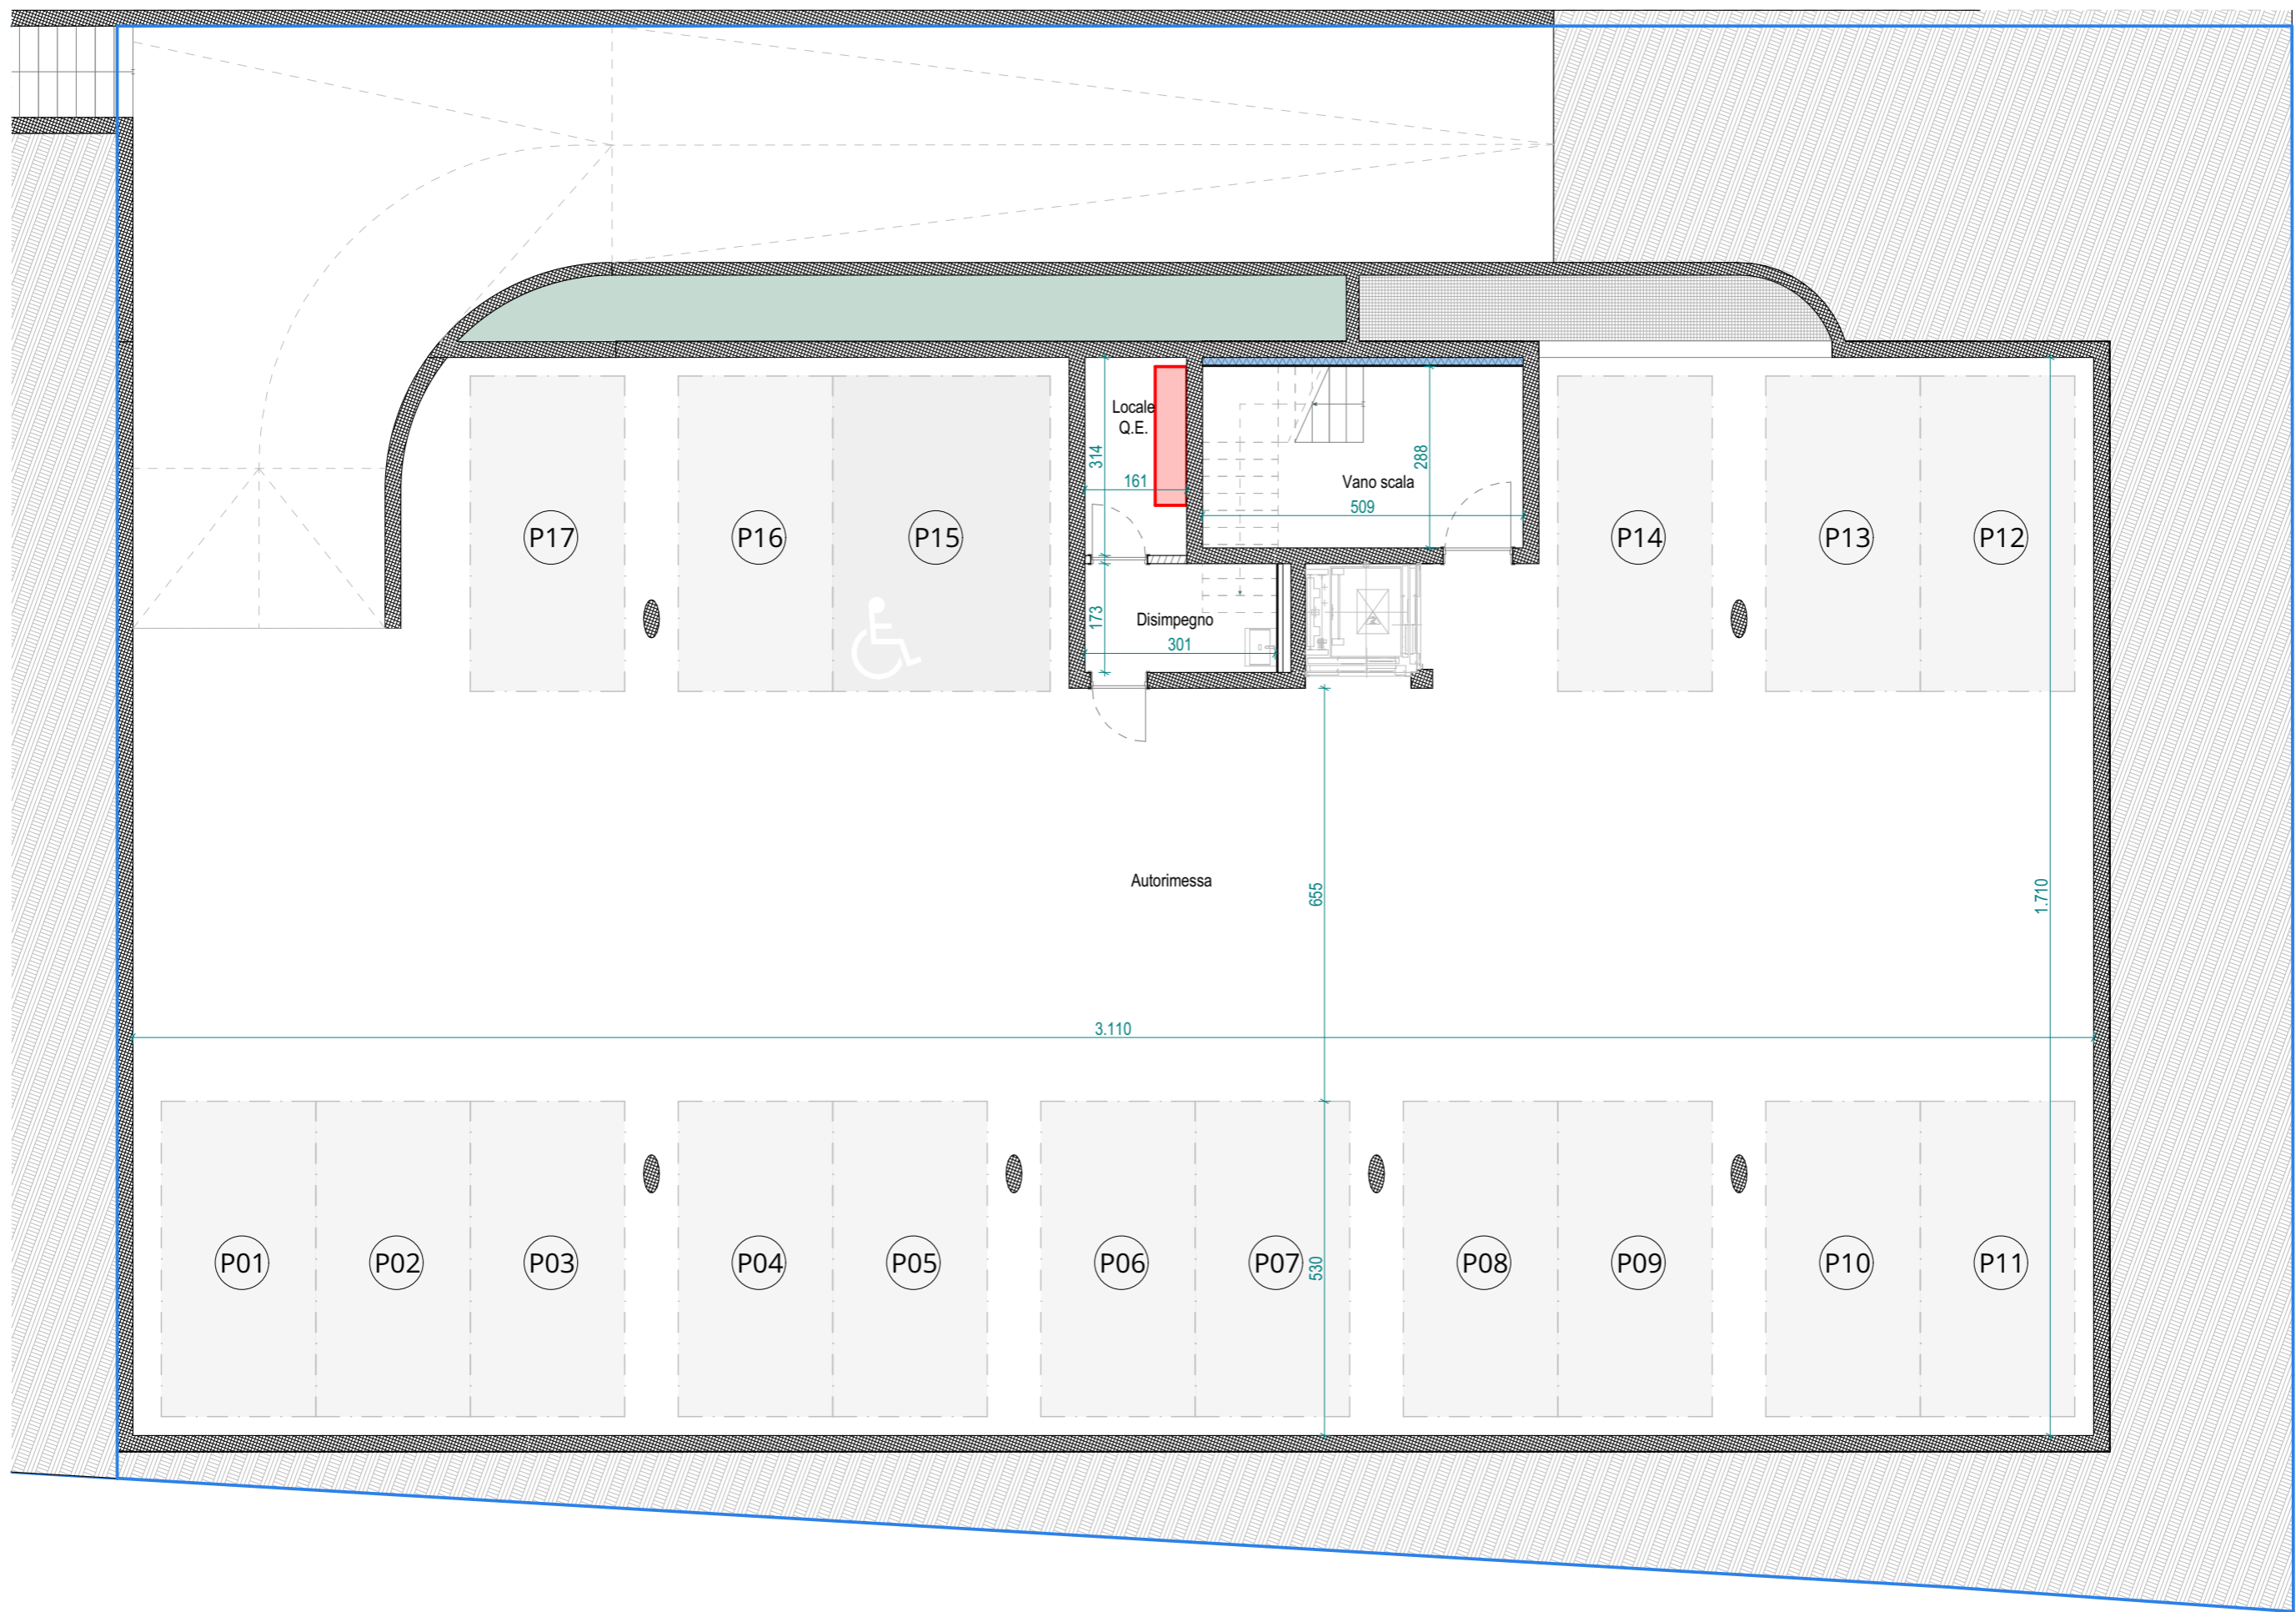 Locale
Q.E.
314
161
288
Vano scala
509
P17
P16
P15
P14
P13
P12
173
Disimpegno
301
Autorimessa
655
1.710
3.110
P01
P02
P03
P04
P05
P06
P07
530
P08
P09
P10
P11